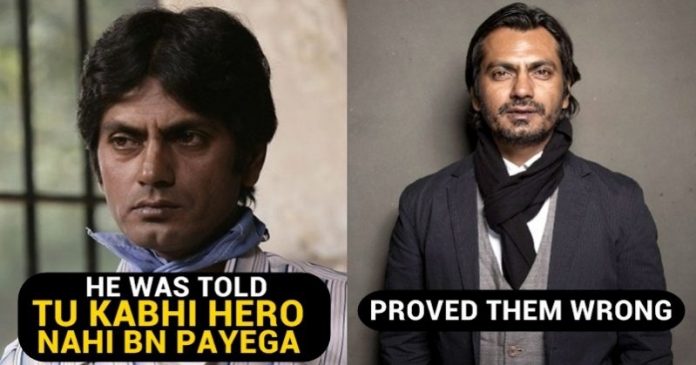 HE WAS TOLD
TU KABHI HERO
NAHI BN PAYEGA
PROVED THEM WRONG